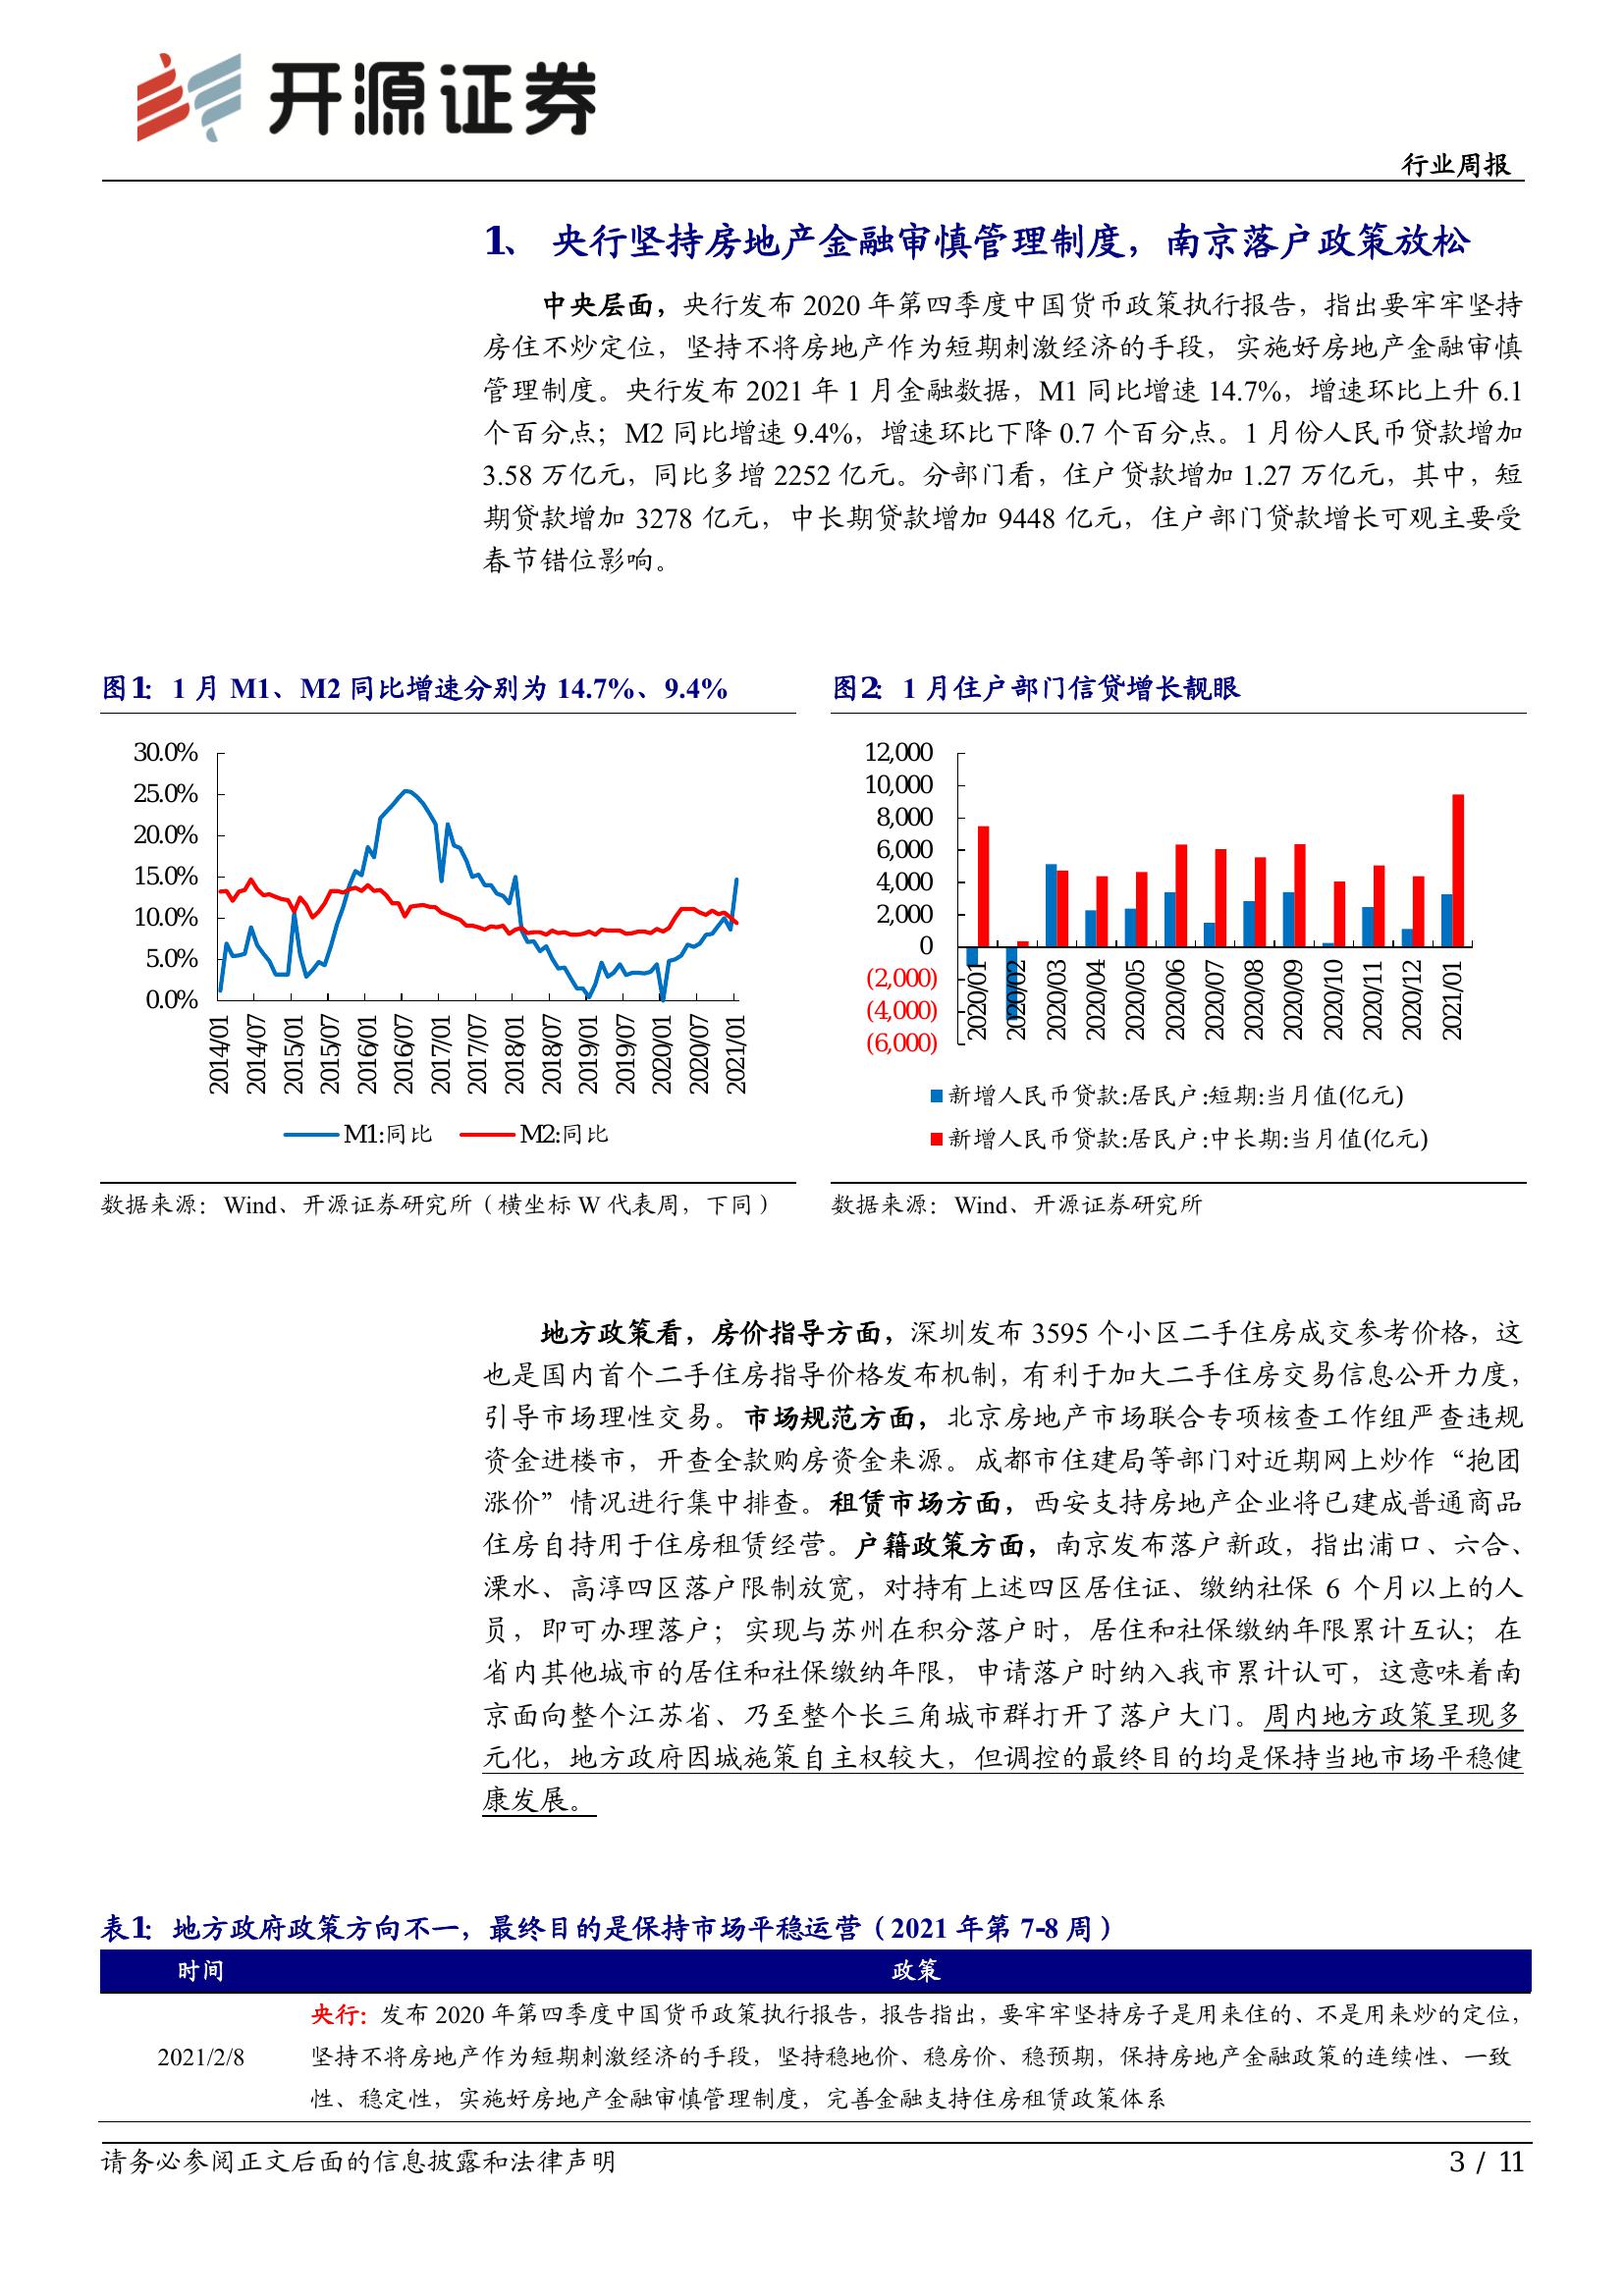 开源证券
行业周报
1、 央行坚持房地产金融审慎管理制度，南京落户政策放松
中央层面，央行发布 2020 年第四季度中国货币政策执行报告，指出要牢牢坚持
房住不炒定位，坚持不将房地产作为短期刺激经济的手段，实施好房地产金融审慎
管理制度。央行发布 2021 年 1 月金融数据，M1 同比增速 14.7%，增速环比上升 6.1
个百分点；M2 同比增速 9.4%，增速环比下降 0.7 个百分点。1 月份人民币贷款增加
3.58 万亿元，同比多增 2252 亿元。分部门看，住户贷款增加 1.27 万亿元，其中，短
期贷款增加 3278 亿元，中长期贷款增加 9448 亿元，住户部门贷款增长可观主要受
春节错位影响。
图1： 1 月 M1、M2 同比增速分别为 14.7%、9.4%
30.0%
25.0%
20.0%
15.0%
10.0%
5.0%
0.0%
2014/01
2014/07
2015/01
2015/07
2016/01
2016/07
2017/01
2017/07
2018/01
2018/07
2019/01
2019/07
2020/01
2020/07
2021/01
M1:同比 M2:同比
数据来源：Wind、开源证券研究所（横坐标 W 代表周，下同）
图2： 1 月住户部门信贷增长靓眼
12,000
10,000
8,000
6,000
4,000
2,000
0
(2,000)
(4,000)
(6,000)
2020/01
2020/02
2020/03
2020/04
2020/05
2020/06
2020/07
2020/08
2020/09
2020/10
2020/11
2020/12
2021/01
新增人民币贷款:居民户:短期:当月值(亿元)
新增人民币贷款:居民户:中长期:当月值(亿元)
数据来源：Wind、开源证券研究所
地方政策看，房价指导方面，深圳发布 3595 个小区二手住房成交参考价格，这
也是国内首个二手住房指导价格发布机制，有利于加大二手住房交易信息公开力度，
引导市场理性交易。市场规范方面，北京房地产市场联合专项核查工作组严查违规
资金进楼市，开查全款购房资金来源。成都市住建局等部门对近期网上炒作“抱团
涨价”情况进行集中排查。租赁市场方面，西安支持房地产企业将已建成普通商品
住房自持用于住房租赁经营。户籍政策方面，南京发布落户新政，指出浦口、六合、
溧水、高淳四区落户限制放宽，对持有上述四区居住证、缴纳社保 6 个月以上的人
员，即可办理落户；实现与苏州在积分落户时，居住和社保缴纳年限累计互认；在
省内其他城市的居住和社保缴纳年限，申请落户时纳入我市累计认可，这意味着南
京面向整个江苏省、乃至整个长三角城市群打开了落户大门。周内地方政策呈现多
元化，地方政府因城施策自主权较大，但调控的最终目的均是保持当地市场平稳健
康发展。
表1： 地方政府政策方向不一，最终目的是保持市场平稳运营（2021 年第 7-8 周）
时间 政策
2021/2/8
央行：发布 2020 年第四季度中国货币政策执行报告，报告指出，要牢牢坚持房子是用来住的、不是用来炒的定位，
坚持不将房地产作为短期刺激经济的手段，坚持稳地价、稳房价、稳预期，保持房地产金融政策的连续性、一致
性、稳定性，实施好房地产金融审慎管理制度，完善金融支持住房租赁政策体系
请务必参阅正文后面的信息披露和法律声明
3 / 11